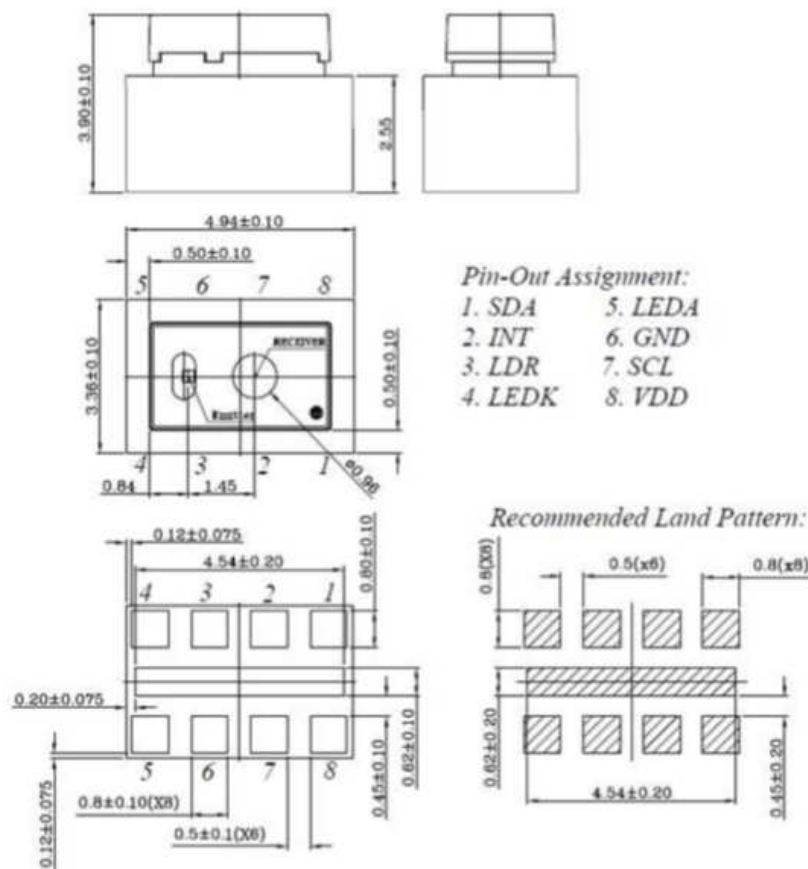 3.90±0.10
2.55
4.94±0.10
0.50±0.10
5 6 7 8
RECEIVER
Emitter
3.36±0.10
0.50±0.10
4 3 2 1
0.84
1.45
ø0.96
Pin-Out Assignment:
1. SDA 5. LEDA
2. INT 6. GND
3. LDR 7. SCL
4. LEDK 8. VDD
0.12±0.075
4.54±0.20
0.80±0.10
4 3 2 1
0.20±0.075
5 6 7 8
0.12±0.075
0.8±0.10(X8)
0.5±0.1(X6)
0.45±0.10
0.62±0.10
Recommended Land Pattern:
0.8(X8)
0.5(x6)
0.8(x8)
0.62±0.20
4.54±0.20
0.45±0.20